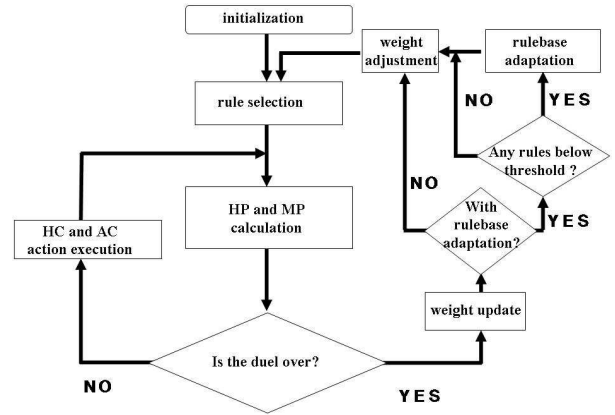 initialization
weight
adjustment
rulebase
adaptation
rule selection
NO
YES
Any rules below
threshold ?
NO
With
rulebase
adaptation?
YES
HP and MP
calculation
HC and AC
action execution
weight update
Is the duel over?
NO
YES